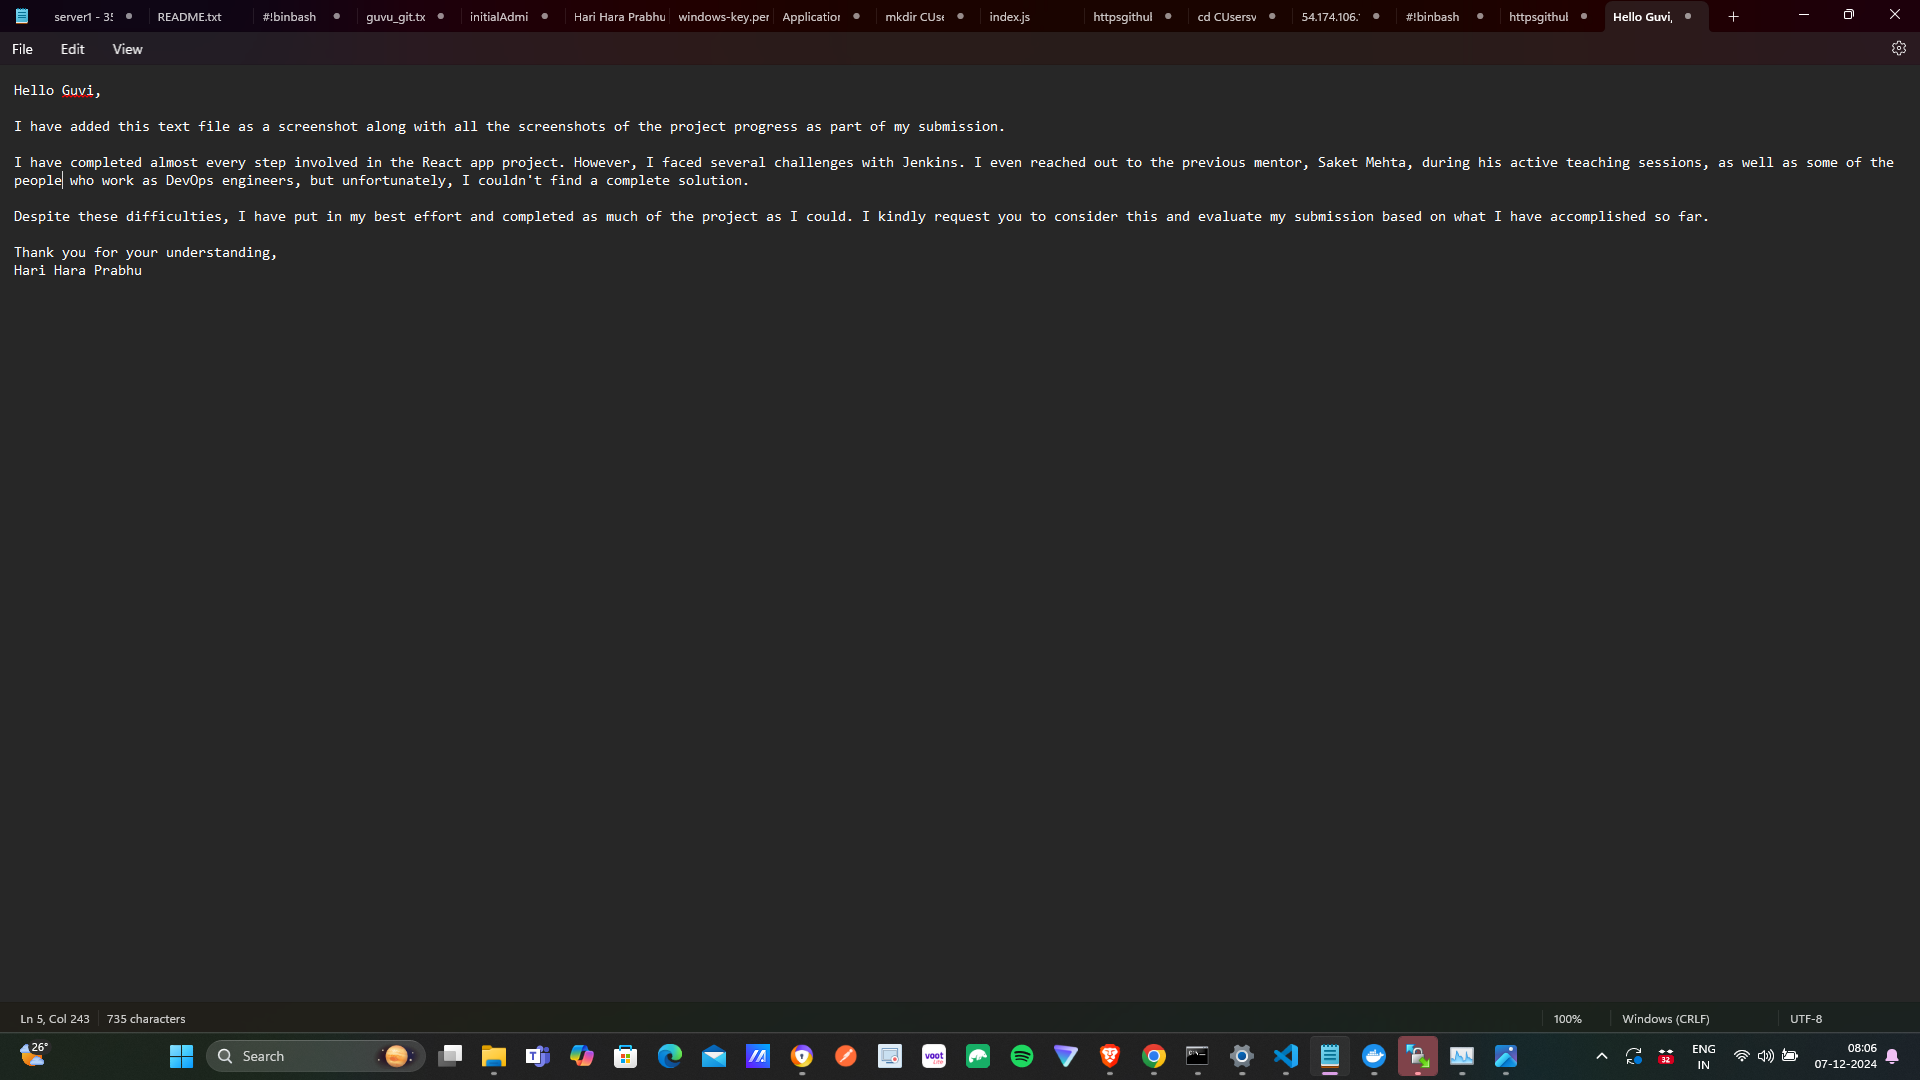 server1 - 35
README.txt
#!binbash
guvu_git.tx
initialAdmi
Hari Hara Prabhu
windows-key.per
Application
mkdir CUse
index.js
httpsgithul
cd CUsersv
54.174.106.
#!binbash
httpsgithul
Hello Guvi,
File Edit View
Hello Guvi,
I have added this text file as a screenshot along with all the screenshots of the project progress as part of my submission.
I have completed almost every step involved in the React app project. However, I faced several challenges with Jenkins. I even reached out to the previous mentor, Saket Mehta, during his active teaching sessions, as well as some of the
people who work as DevOps engineers, but unfortunately, I couldn't find a complete solution.
Despite these difficulties, I have put in my best effort and completed as much of the project as I could. I kindly request you to consider this and evaluate my submission based on what I have accomplished so far.
Thank you for your understanding,
Hari Hara Prabhu
Ln 5, Col 243 735 characters 100% Windows (CRLF) UTF-8
26°
Search
voot
32
ENG
IN
08:06
07-12-2024